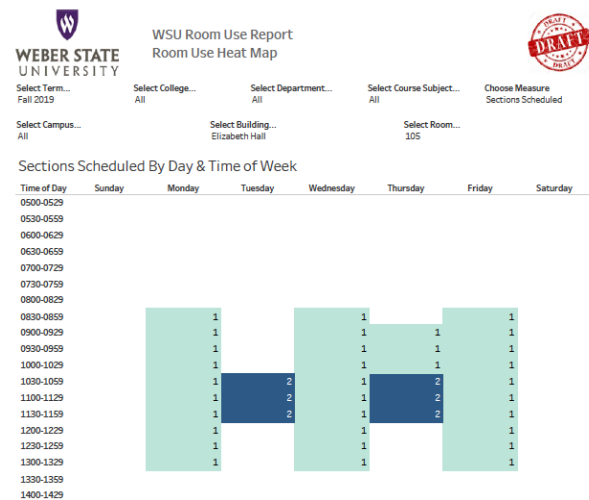 WEBER STATE
UNIVERSITY
WSU Room Use Report
Room Use Heat Map
DRAFT
DRAFT
DRAFT
Select Term... Select College... Select Department... Select Course Subject... Choose Measure
Fall 2019 All All All Sections Scheduled
Select Campus... Select Building... Select Room...
All Elizabeth Hall 105
Sections Scheduled By Day & Time of Week
Time of Day Sunday Monday Tuesday Wednesday Thursday Friday Saturday
0500-0529
0530-0559
0600-0629
0630-0659
0700-0729
0730-0759
0800-0829
0830-0859 1 1 1
0900-0929 1 1 1 1
0930-0959 1 1 1 1
1000-1029 1 1 1 1
1030-1059 1 2 1 2 1
1100-1129 1 2 1 2 1
1130-1159 1 2 1 2 1
1200-1229 1 1 1
1230-1259 1 1 1
1300-1329 1 1 1
1330-1359
1400-1429